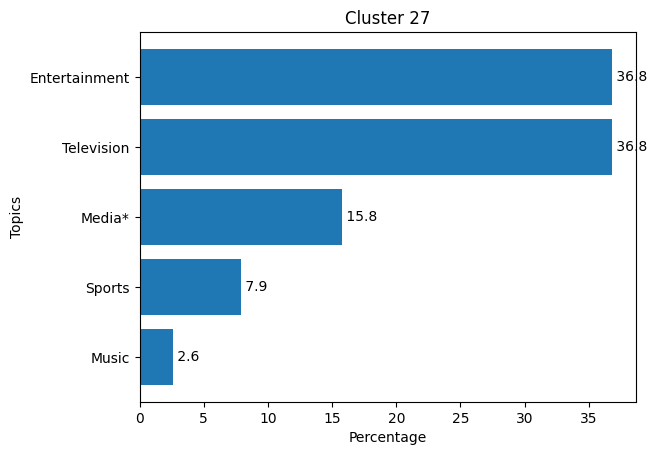 Cluster 27
Topics
Entertainment 36.8
Television 36.8
Media* 15.8
Sports 7.9
Music 2.6
0 5 10 15 20 25 30 35
Percentage